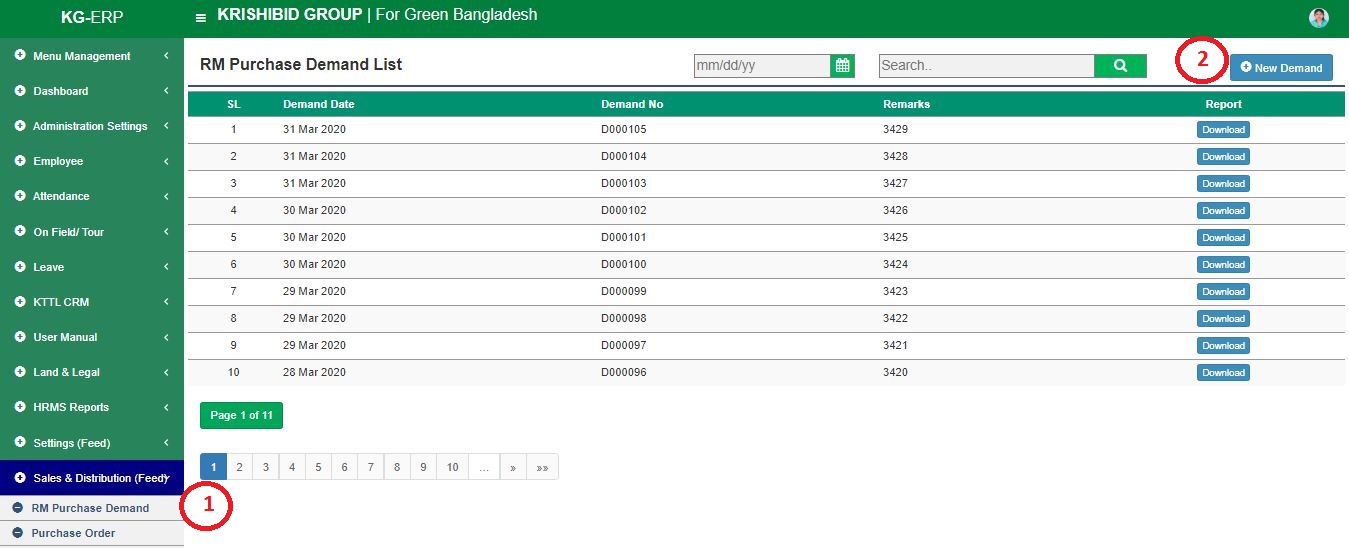 KG-ERP
KRISHIBID GROUP | For Green Bangladesh
Menu Management
Dashboard
Administration Settings
Employee
Attendance
On Field/ Tour
Leave
KTTL CRM
User Manual
Land & Legal
HRMS Reports
Settings (Feed)
Sales & Distribution (Feed)
RM Purchase Demand
Purchase Order
1
RM Purchase Demand List
mm/dd/yy
Search..
2
New Demand
SL Demand Date Demand No Remarks Report
1 31 Mar 2020 D000105 3429 Download
2 31 Mar 2020 D000104 3428 Download
3 31 Mar 2020 D000103 3427 Download
4 30 Mar 2020 D000102 3426 Download
5 30 Mar 2020 D000101 3425 Download
6 30 Mar 2020 D000100 3424 Download
7 29 Mar 2020 D000099 3423 Download
8 29 Mar 2020 D000098 3422 Download
9 29 Mar 2020 D000097 3421 Download
10 28 Mar 2020 D000096 3420 Download
Page 1 of 11
1 2 3 4 5 6 7 8 9 10 ... » »»